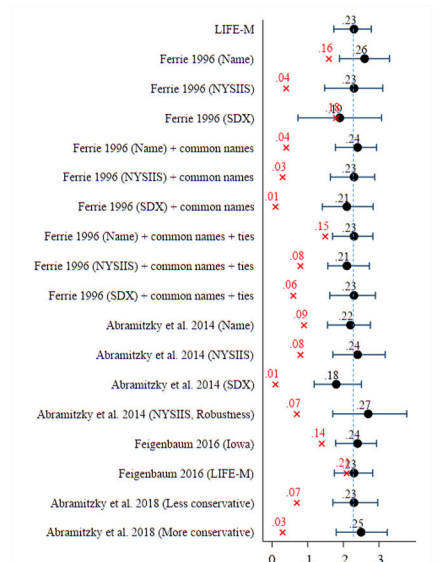 LIFE-M .23
Ferrie 1996 (Name) .16 .26
Ferrie 1996 (NYSIIS) .04 .23
Ferrie 1996 (SDX) .18 .19
Ferrie 1996 (Name) + common names .04 .24
Ferrie 1996 (NYSIIS) + common names .03 .23
Ferrie 1996 (SDX) + common names .01 .21
Ferrie 1996 (Name) + common names + ties .15 .23
Ferrie 1996 (NYSIIS) + common names + ties .08 .21
Ferrie 1996 (SDX) + common names + ties .06 .23
Abramitzky et al. 2014 (Name) .09 .22
Abramitzky et al. 2014 (NYSIIS) .08 .24
Abramitzky et al. 2014 (SDX) .01 .18
Abramitzky et al. 2014 (NYSIIS, Robustness) .07 .27
Feigenbaum 2016 (Iowa) .14 .24
Feigenbaum 2016 (LIFE-M) .21 .23
Abramitzky et al. 2018 (Less conservative) .07 .23
Abramitzky et al. 2018 (More conservative) .03 .25
0 .1 .2 .3